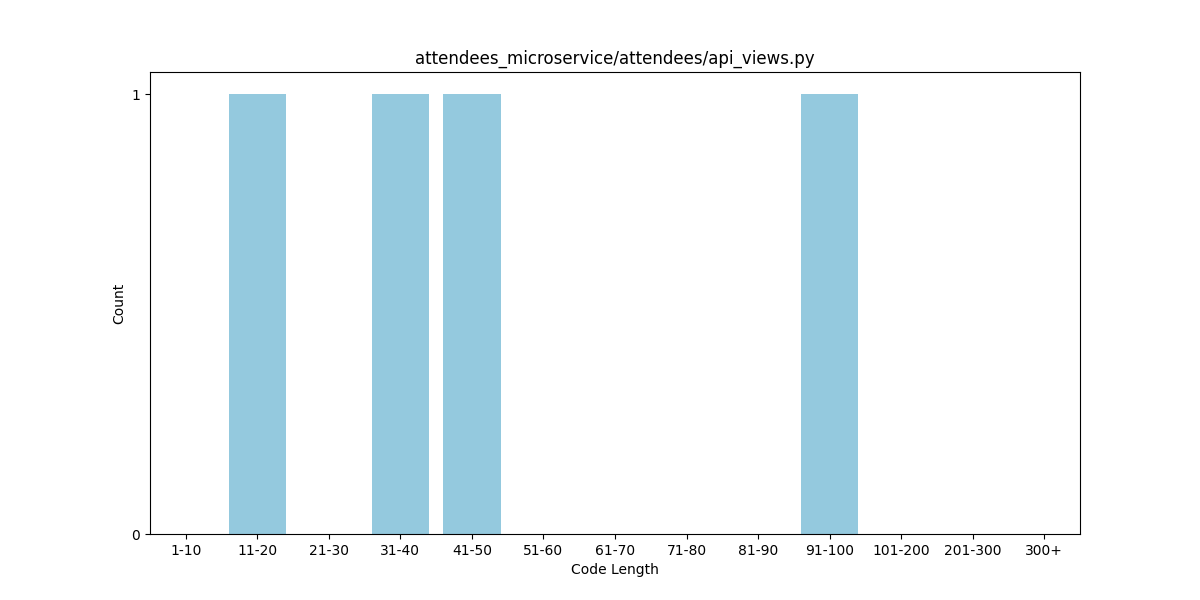 attendees_microservice/attendees/api_views.py
1
Count
0
1-10 11-20 21-30 31-40 41-50 51-60 61-70 71-80 81-90 91-100 101-200 201-300 300+
Code Length